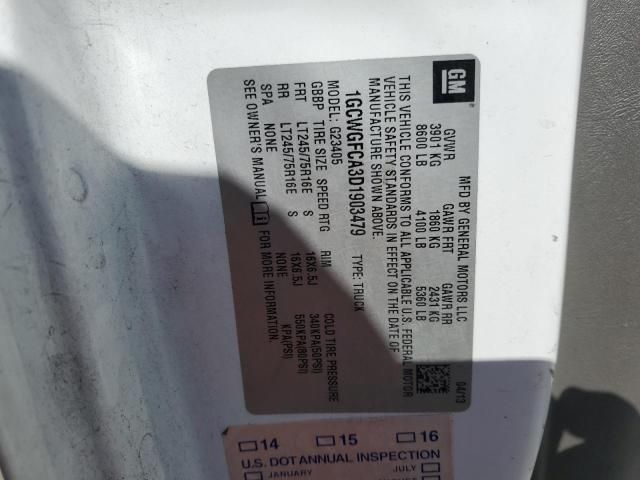 GM
MFD BY GENERAL MOTORS LLC 04/13
GVWR GAWR FRT GAWR RR
3901 KG 1860 KG 2431 KG
8600 LB 4100 LB 5360 LB
THIS VEHICLE CONFORMS TO ALL APPLICABLE U.S. FEDERAL MOTOR
VEHICLE SAFETY STANDARDS IN EFFECT ON THE DATE OF
MANUFACTURE SHOWN ABOVE.
1GCWGFCA3D1903479 TYPE: TRUCK
MODEL: G23405
GBBP TIRE SIZE SPEED RTG RIM COLD TIRE PRESSURE
KPA(PSI)
FRT LT245/75R16E S 16X6.5J 340KPA(50PSI)
RR LT245/75R16E S 16X6.5J 550KPA(80PSI)
SPA NONE NONE
SEE OWNER'S MANUAL FOR MORE INFORMATION.
14 15 16
U.S. DOT ANNUAL INSPECTION
JANUARY JULY